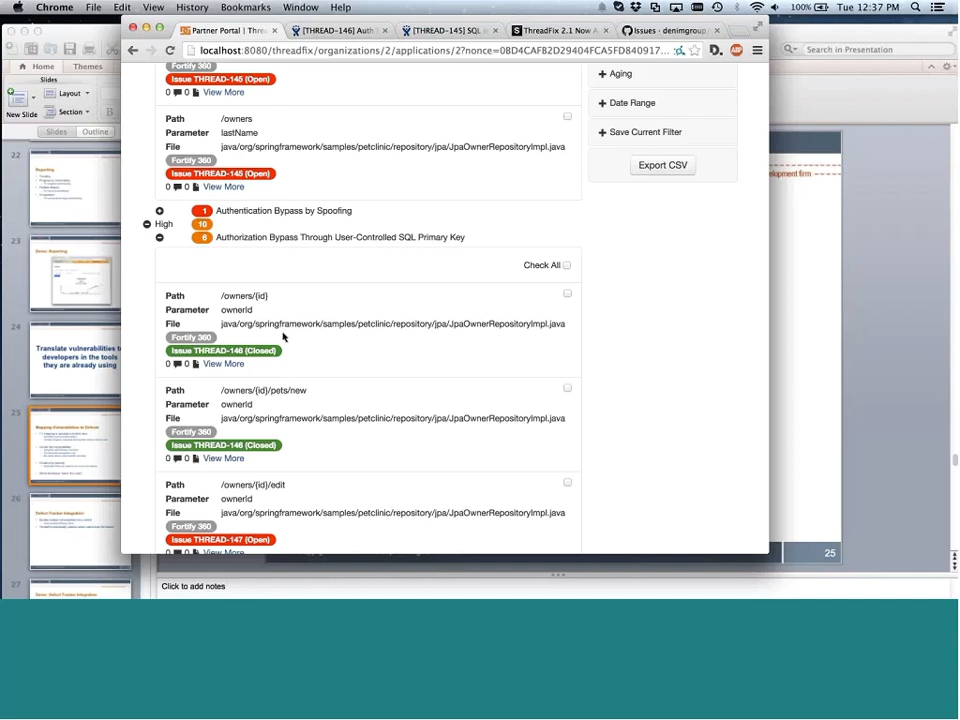 Chrome File Edit View History Bookmarks Window Help
100% Tue 12:37 PM
Partner Portal | Thre
[THREAD-146] Auth
[THREAD-145] SQL
ThreadFix 2.1 Now A
Issues · denimgroup
localhost:8080/threadfix/organizations/2/applications/2?nonce=0BD4CAFB2D29404FCA5FD840917...
Search in Presentation
Home Themes
Slides
New Slide
Layout
Section
B
Slides Outline
22
23
24
Translate vulnerabilities to
developers in the tools
they are already using
25
26
27
Fortify 360
Issue THREAD-145 (Open)
0 0 View More
Path /owners
Parameter lastName
File java/org/springframework/samples/petclinic/repository/JpaOwnerRepositoryImpl.java
Fortify 360
Issue THREAD-145 (Open)
0 0 View More
1 Authentication Bypass by Spoofing
High 10
6 Authorization Bypass Through User-Controlled SQL Primary Key
Check All
Path /owners/{id}
Parameter ownerId
File java/org/springframework/samples/petclinic/repository/jpa/JpaOwnerRepositoryImpl.java
Fortify 360
Issue THREAD-146 (Closed)
0 0 View More
Path /owners/{id}/pets/new
Parameter ownerId
File java/org/springframework/samples/petclinic/repository/jpa/JpaOwnerRepositoryImpl.java
Fortify 360
Issue THREAD-146 (Closed)
0 0 View More
Path /owners/{id}/edit
Parameter ownerId
File java/org/springframework/samples/petclinic/repository/jpa/JpaOwnerRepositoryImpl.java
Fortify 360
Issue THREAD-147 (Open)
0 0 View More
Aging
Date Range
Save Current Filter
Export CSV
elopment firm
25
Click to add notes